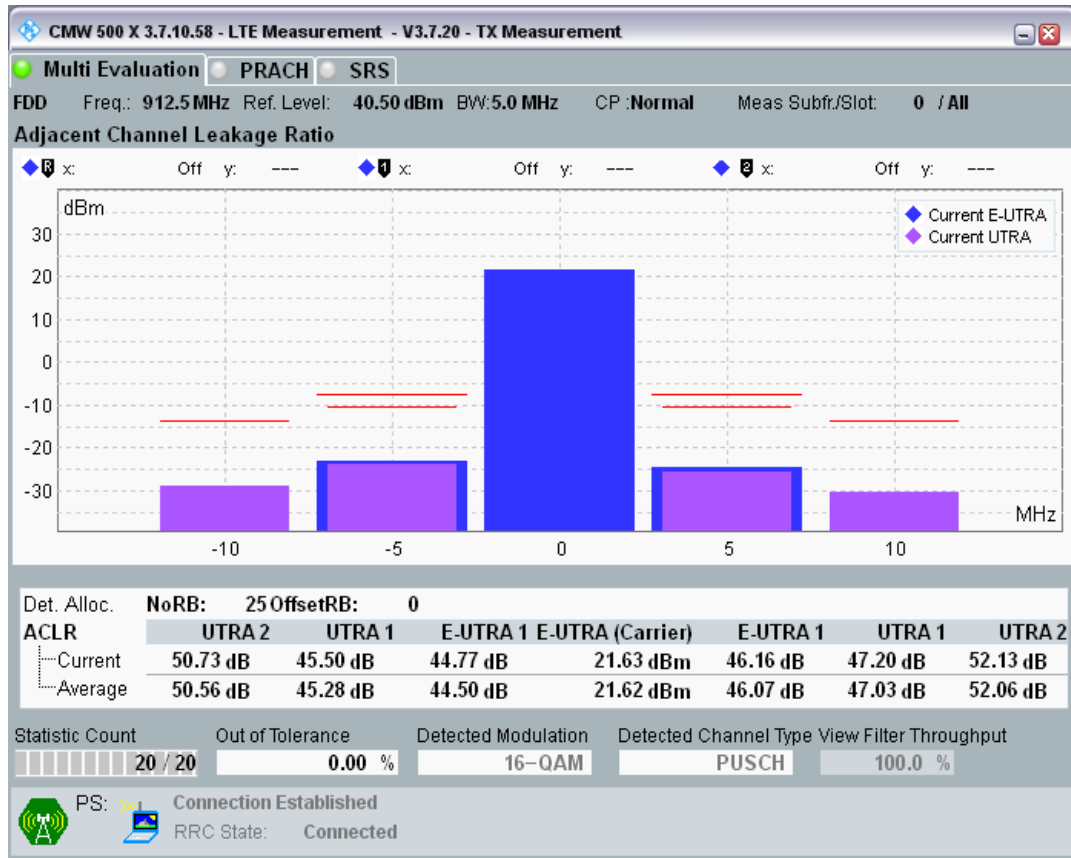 CMW 500 X 3.7.10.58 - LTE Measurement - V3.7.20 - TX Measurement
Multi Evaluation PRACH SRS
FDD Freq.: 912.5 MHz Ref. Level: 40.50 dBm BW: 5.0 MHz CP :Normal Meas Subfr./Slot: 0 / All
Adjacent Channel Leakage Ratio
R x: Off y: --- 1 x: Off y: --- 2 x: Off y: ---
dBm
Current E-UTRA
Current UTRA
30
20
10
0
-10
-20
-30
MHz
-10 -5 0 5 10
Det. Alloc. NoRB: 25 OffsetRB: 0
ACLR UTRA 2 UTRA 1 E-UTRA 1 E-UTRA (Carrier) E-UTRA 1 UTRA 1 UTRA 2
Current 50.73 dB 45.50 dB 44.77 dB 21.63 dBm 46.16 dB 47.20 dB 52.13 dB
Average 50.56 dB 45.28 dB 44.50 dB 21.62 dBm 46.07 dB 47.03 dB 52.06 dB
Statistic Count Out of Tolerance Detected Modulation Detected Channel Type View Filter Throughput
20 / 20 0.00 % 16-QAM PUSCH 100.0 %
PS: Connection Established
RRC State: Connected